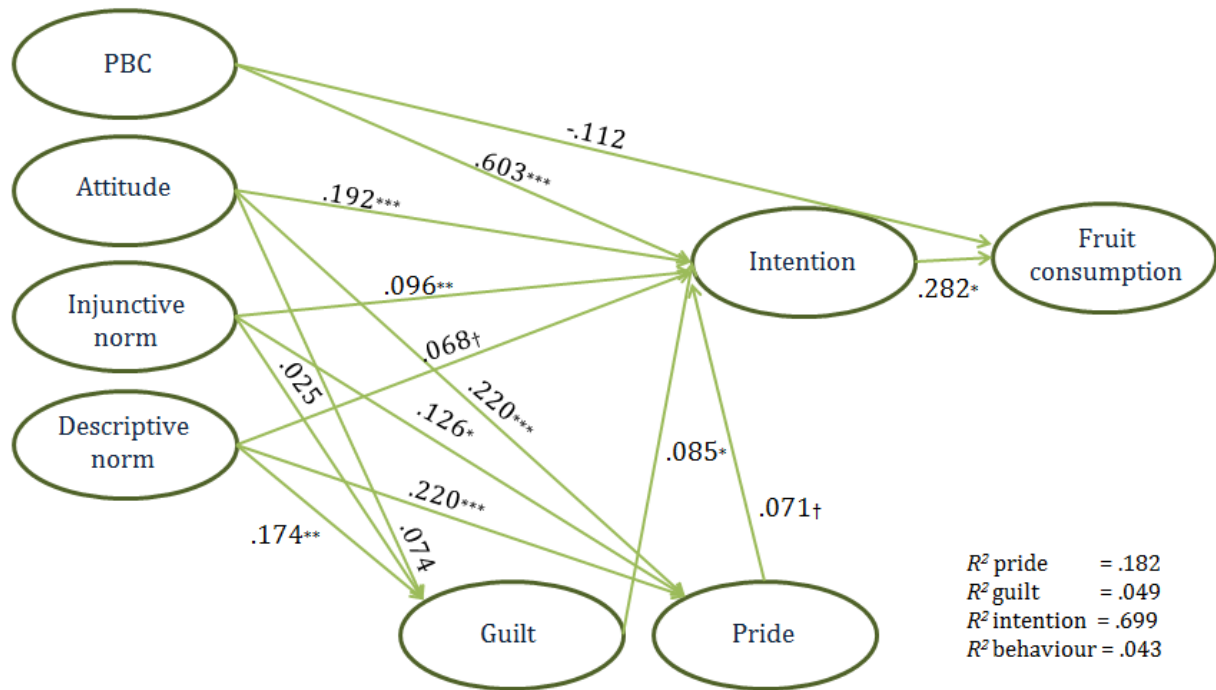 PBC
-.112
.603***
Attitude
.192***
Intention
Fruit
consumption
.282*
Injunctive
norm
.096**
.068†
.025
.220***
.126*
Descriptive
norm
.085*
.220***
.071†
.174**
.074
Guilt
Pride
R² pride = .182
R² guilt = .049
R² intention = .699
R² behaviour = .043